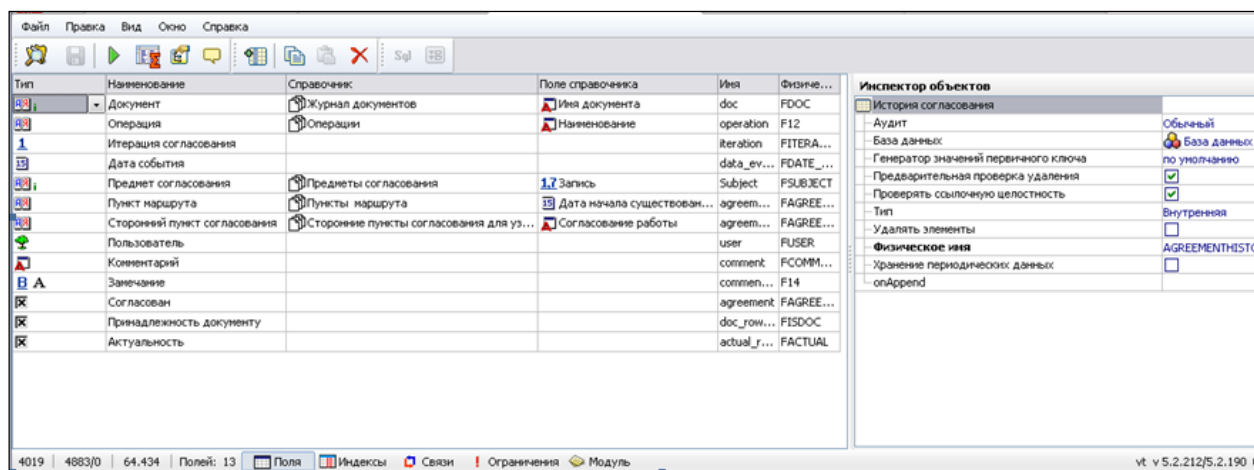 Файл Правка Вид Окно Справка
Sql
Тип Наименование Справочник Поле справочника Имя Физиче...
Документ Журнал документов Имя документа doc FDOC
Операция Операции Наименование operation F12
1 Итерация согласования iteration FITERA...
15 Дата события data_ev... FDATE_...
Предмет согласования Предметы согласования 1.7 Запись Subject FSUBJECT
Пункт маршрута Пункты маршрута 15 Дата начала существован... agreem... FAGREE...
Сторонний пункт согласования Сторонние пункты согласования для уз... Согласование работы agreem... FAGREE...
Пользователь user FUSER
Комментарий comment FCOMM...
B A Замечание commen... F14
Согласован agreement FAGREE...
Принадлежность документу doc_row... FISDOC
Актуальность actual_r... FACTUAL
Инспектор объектов
История согласования
Аудит Обычный
База данных База данных
Генератор значений первичного ключа по умолчанию
Предварительная проверка удаления
Проверять ссылочную целостность
Тип Внутренняя
Удалять элементы
Физическое имя AGREEMENTHISTO
Хранение периодических данных
onAppend
4019 4883/0 64.434 Полей: 13 Поля Индексы Связи Ограничения Модуль vt v 5.2.212/5.2.190